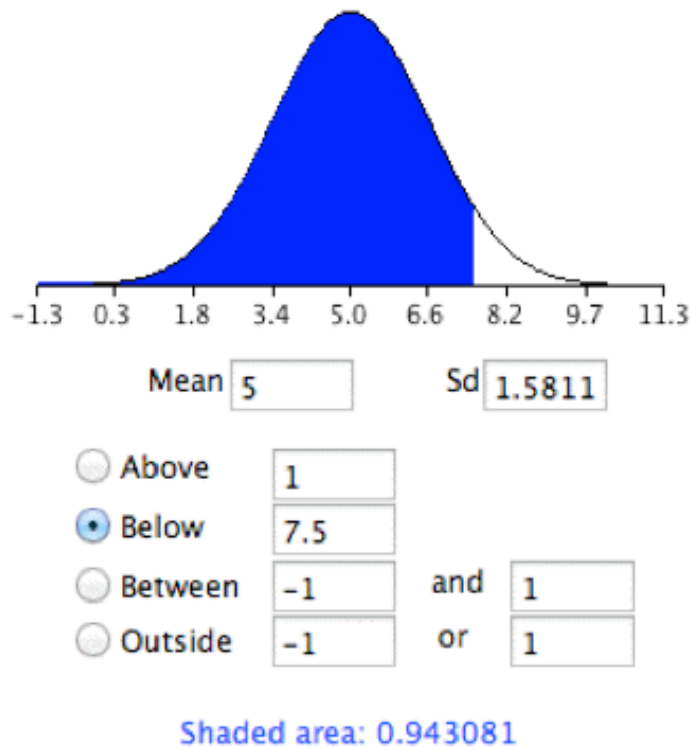 -1.3 0.3 1.8 3.4 5.0 6.6 8.2 9.7 11.3
Mean 5 Sd 1.5811
Above 1
Below 7.5
Between -1 and 1
Outside -1 or 1
Shaded area: 0.943081